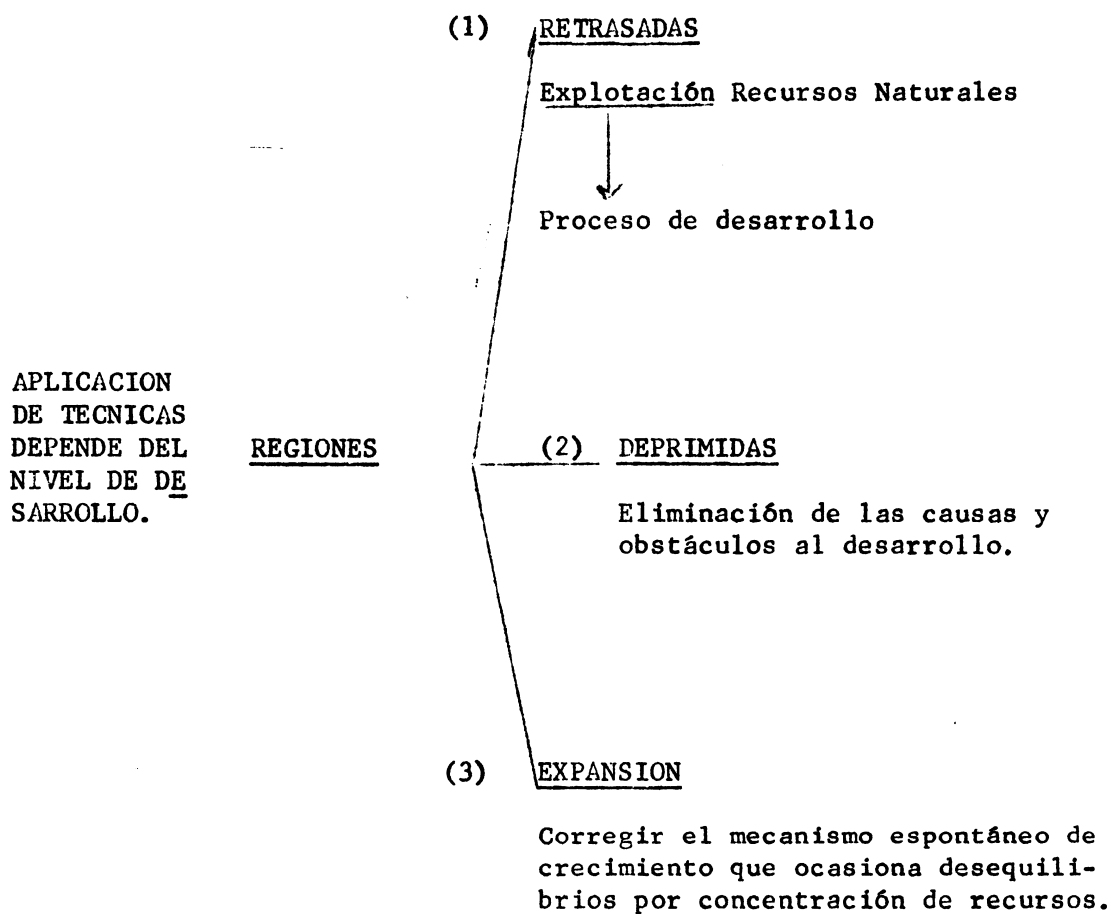 (1) RETRASADAS
Explotación Recursos Naturales
Proceso de desarrollo
APLICACION
DE TECNICAS
DEPENDE DEL
NIVEL DE DE
SARROLLO.
REGIONES
(2) DEPRIMIDAS
Eliminación de las causas y
obstáculos al desarrollo.
(3) EXPANSION
Corregir el mecanismo espontáneo de
crecimiento que ocasiona desequili-
brios por concentración de recursos.